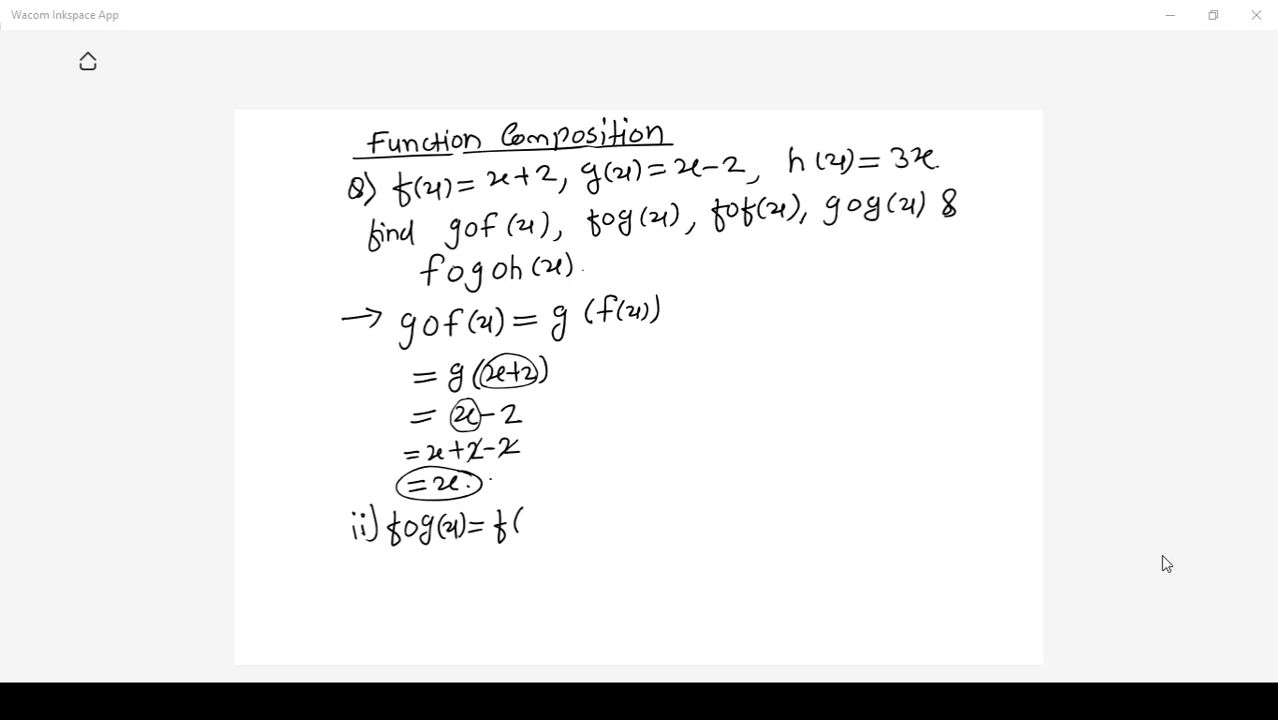 Wacom Inkspace App
Function Composition
Q) f(x) = x+2, g(x) = x-2, h(x) = 3x.
find gof(x), fog(x), fof(x), gog(x) &
fogoh(x).
→ gof(x) = g(f(x))
= g(x+2)
= x-2
= x+2-2
= x.
ii) fog(x) = f(